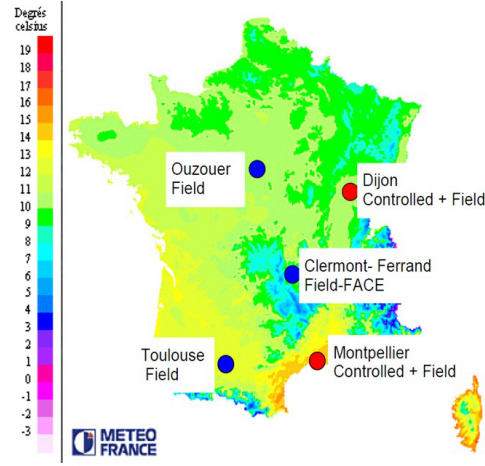 Degrés
celsius
19
18
17
16
15
14
13
12
11
10
9
8
7
6
5
4
3
2
1
0
-1
-2
-3
Ouzouer
Field
Dijon
Controlled + Field
Clermont- Ferrand
Field-FACE
Toulouse
Field
Montpellier
Controlled + Field
METEO
FRANCE